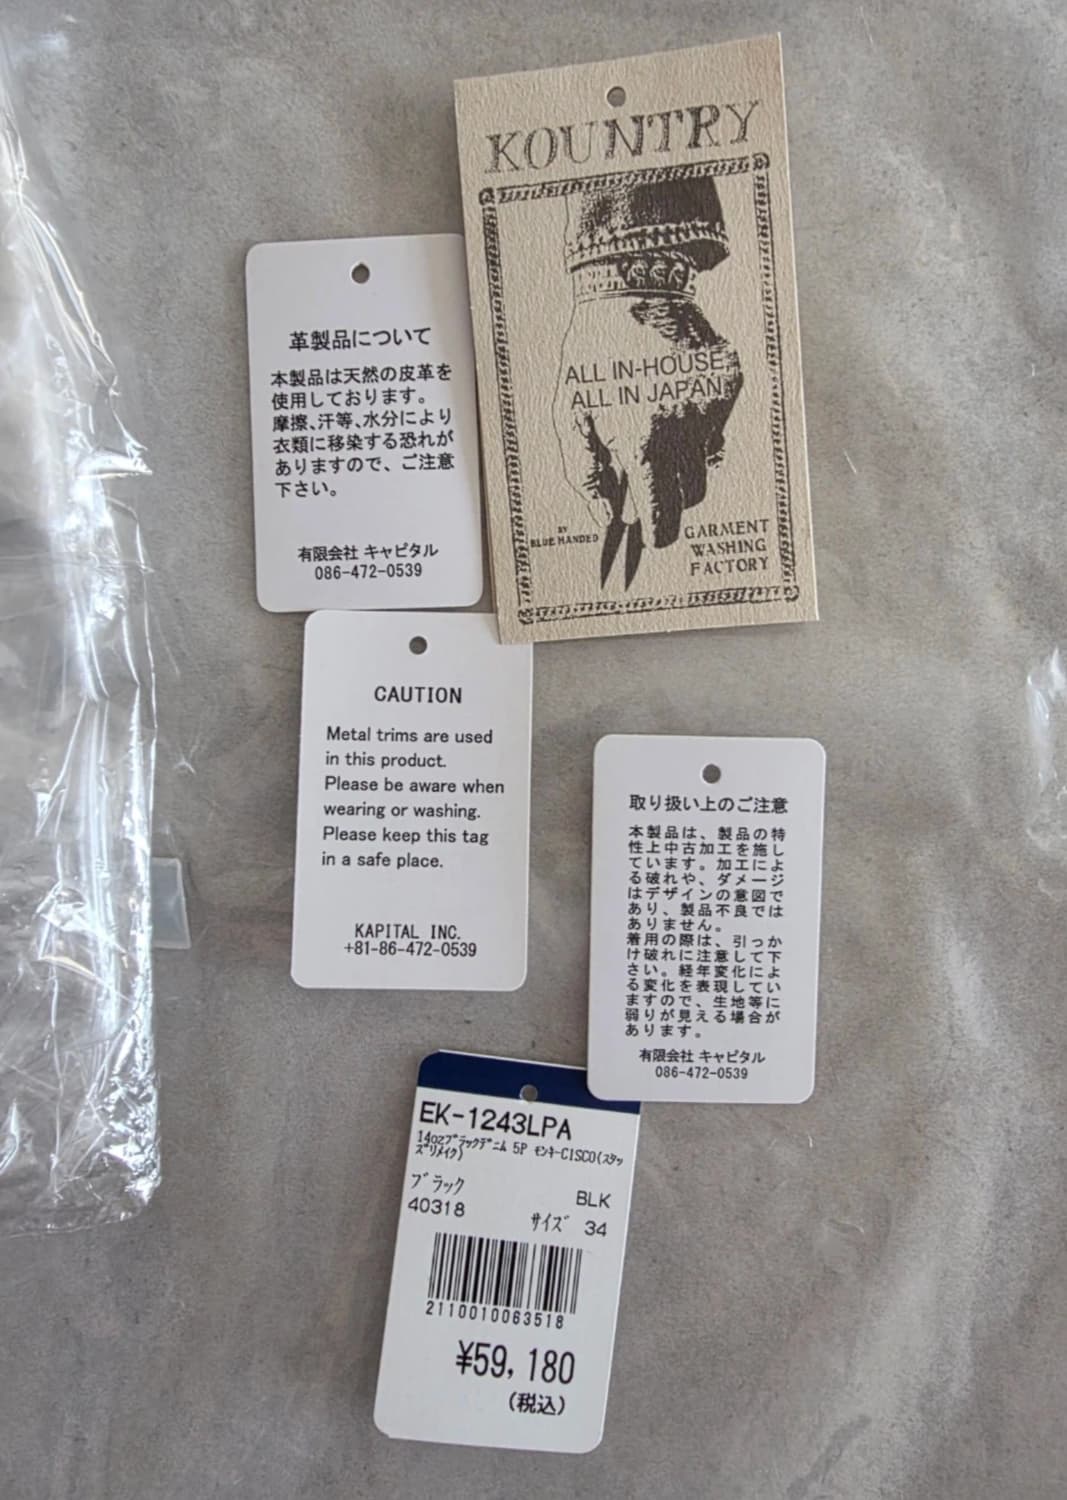 KOUNTRY
ALL IN-HOUSE,
ALL IN JAPAN
BY
BLUE HANDED
GARMENT
WASHING
FACTORY
革製品について
本製品は天然の皮革を
使用しております。
摩擦、汗等、水分により
衣類に移染する恐れが
ありますので、ご注意
下さい。
有限会社 キャピタル
086-472-0539
CAUTION
Metal trims are used
in this product.
Please be aware when
wearing or washing.
Please keep this tag
in a safe place.
KAPITAL INC.
+81-86-472-0539
取り扱い上のご注意
本製品は、製品の特
性上中古加工を施し
ています。加工によ
る破れや、ダメージ
はデザインの意図で
あり、製品不良では
ありません。
着用の際は、引っか
け破れに注意して下
さい。経年変化によ
る変化を表現してい
ますので、生地等に
弱りが見える場合が
あります。
有限会社 キャピタル
086-472-0539
EK-1243LPA
14ozﾌﾞﾗｯｸﾃﾞﾆﾑ 5P ﾓﾝｷｰCISCO(ｽﾀｯ
ｽﾞﾘﾒｲｸ)
ﾌﾞﾗｯｸ BLK
40318 ｻｲｽﾞ 34
2110010063518
¥59,180
(税込)